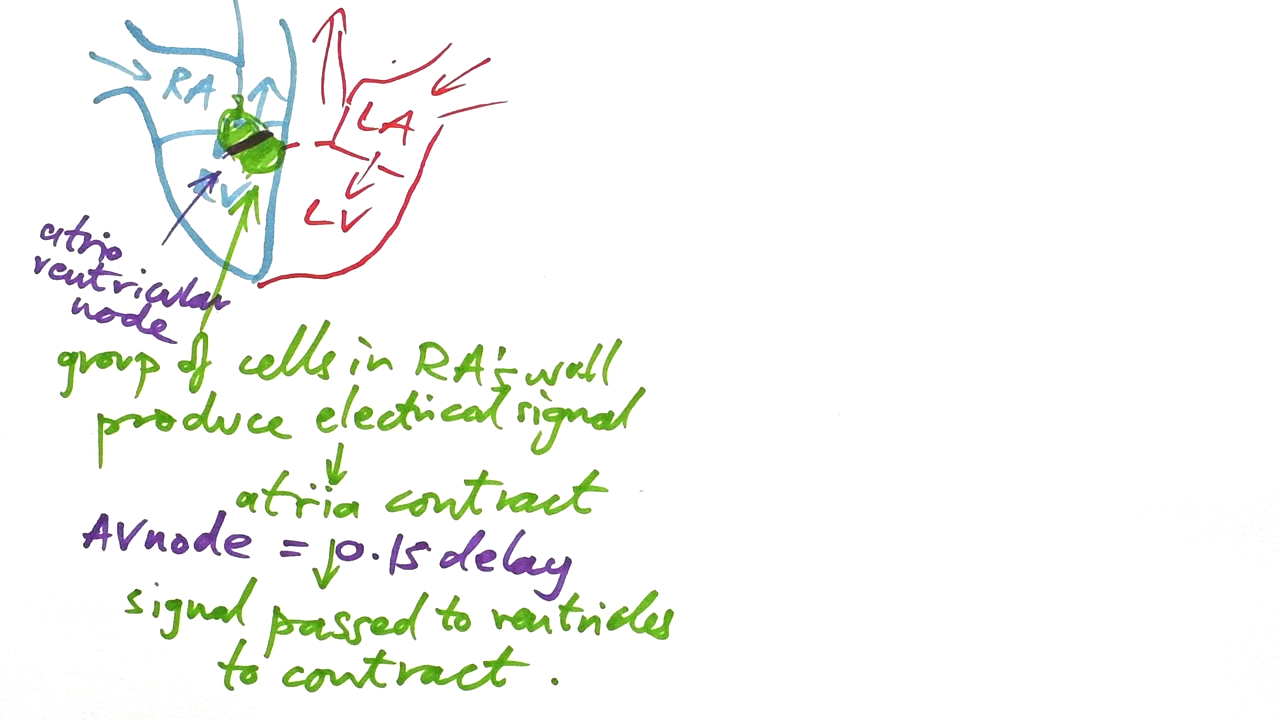 RA
LA
RV
LV
atrio
ventricular
node
group of cells in RA's wall
produce electrical signal
atria contract
AVnode = 0.1s delay
signal passed to ventricles
to contract.